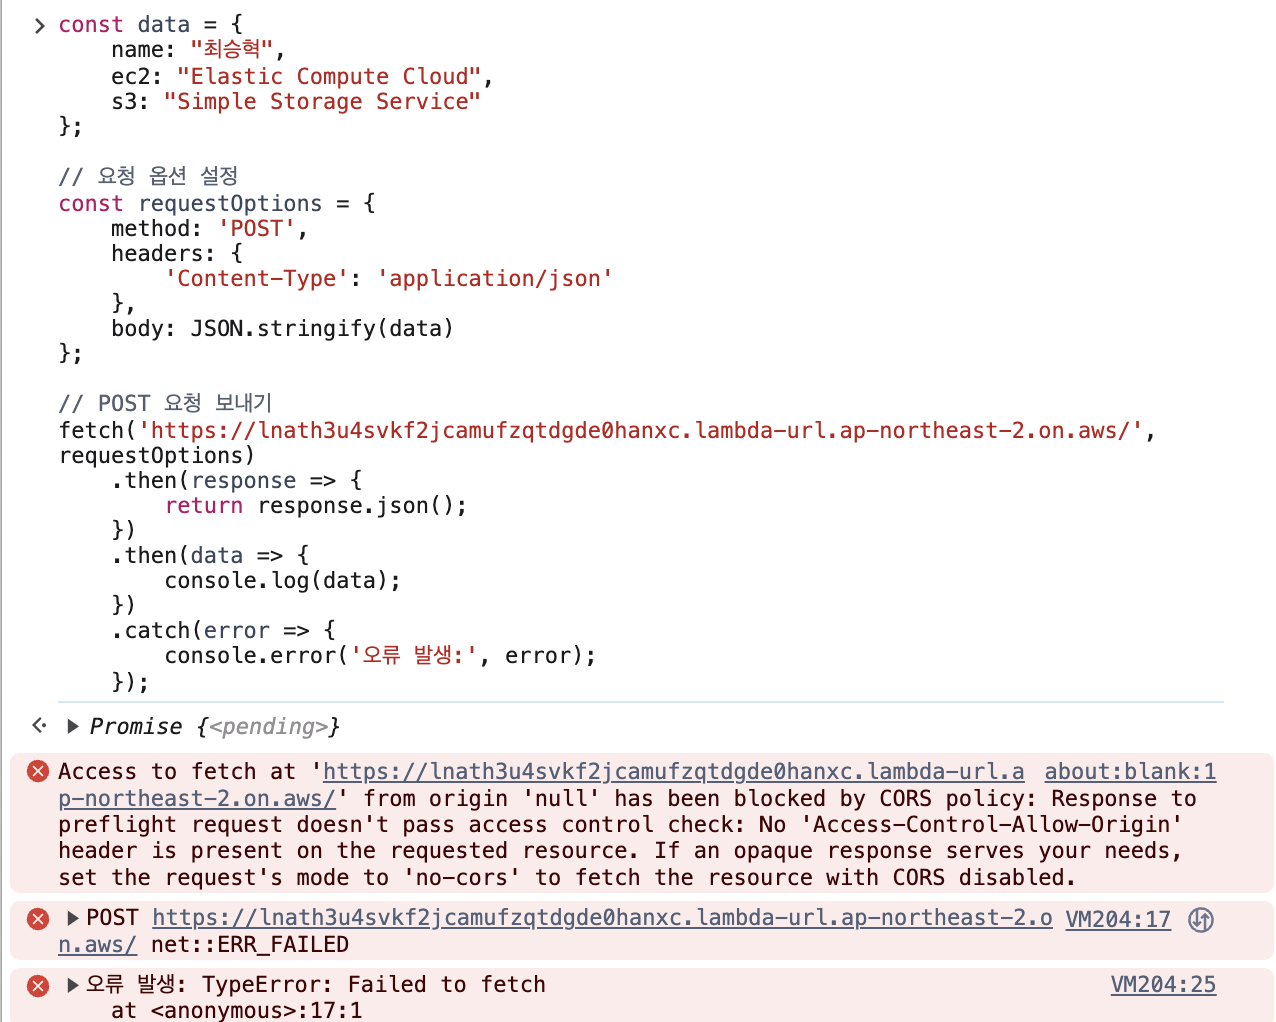 const data = {
    name: "최승혁",
    ec2: "Elastic Compute Cloud",
    s3: "Simple Storage Service"
};
// 요청 옵션 설정
const requestOptions = {
    method: 'POST',
    headers: {
        'Content-Type': 'application/json'
    },
    body: JSON.stringify(data)
};
// POST 요청 보내기
fetch('https://lnath3u4svkf2jcamufzqtdgde0hanxc.lambda-url.ap-northeast-2.on.aws/',
requestOptions)
    .then(response => {
        return response.json();
    })
    .then(data => {
        console.log(data);
    })
    .catch(error => {
        console.error('오류 발생:', error);
    });
Promise {<pending>}
Access to fetch at 'https://lnath3u4svkf2jcamufzqtdgde0hanxc.lambda-url.a about:blank:1
p-northeast-2.on.aws/' from origin 'null' has been blocked by CORS policy: Response to
preflight request doesn't pass access control check: No 'Access-Control-Allow-Origin'
header is present on the requested resource. If an opaque response serves your needs,
set the request's mode to 'no-cors' to fetch the resource with CORS disabled.
POST https://lnath3u4svkf2jcamufzqtdgde0hanxc.lambda-url.ap-northeast-2.o VM204:17
n.aws/ net::ERR_FAILED
오류 발생: TypeError: Failed to fetch VM204:25
    at <anonymous>:17:1